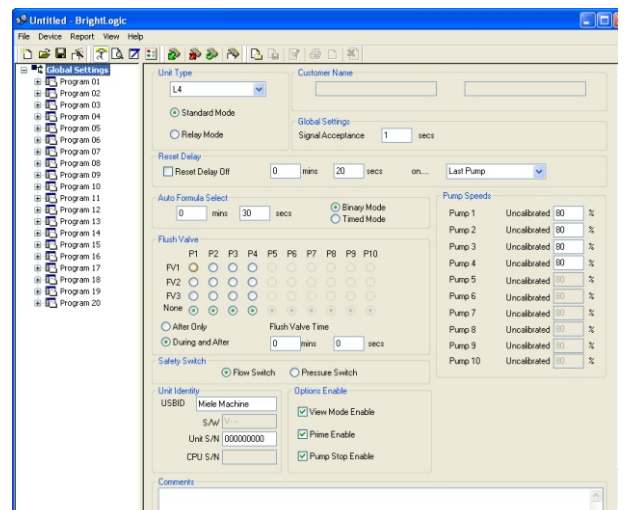 Untitled - BrightLogic
File Device Report View Help
Global Settings
Program 01
Program 02
Program 03
Program 04
Program 05
Program 06
Program 07
Program 08
Program 09
Program 10
Program 11
Program 12
Program 13
Program 14
Program 15
Program 16
Program 17
Program 18
Program 19
Program 20
Unit Type
L4
Standard Mode
Relay Mode
Customer Name
Global Settings
Signal Acceptance 1 secs
Reset Delay
Reset Delay Off 0 mins 20 secs on... Last Pump
Auto Formula Select
0 mins 30 secs
Binary Mode
Timed Mode
Flush Valve
P1 P2 P3 P4 P5 P6 P7 P8 P9 P10
FV1
FV2
FV3
None
After Only
During and After
Flush Valve Time
0 mins 0 secs
Pump Speeds
Pump 1 Uncalibrated 80 %
Pump 2 Uncalibrated 80 %
Pump 3 Uncalibrated 80 %
Pump 4 Uncalibrated 80 %
Pump 5 Uncalibrated 80 %
Pump 6 Uncalibrated 80 %
Pump 7 Uncalibrated 80 %
Pump 8 Uncalibrated 80 %
Pump 9 Uncalibrated 80 %
Pump 10 Uncalibrated 80 %
Safety Switch
Flow Switch Pressure Switch
Unit Identity
USBID Miele Machine
S/W V-.--
Unit S/N 000000000
CPU S/N
Options Enable
View Mode Enable
Prime Enable
Pump Stop Enable
Comments